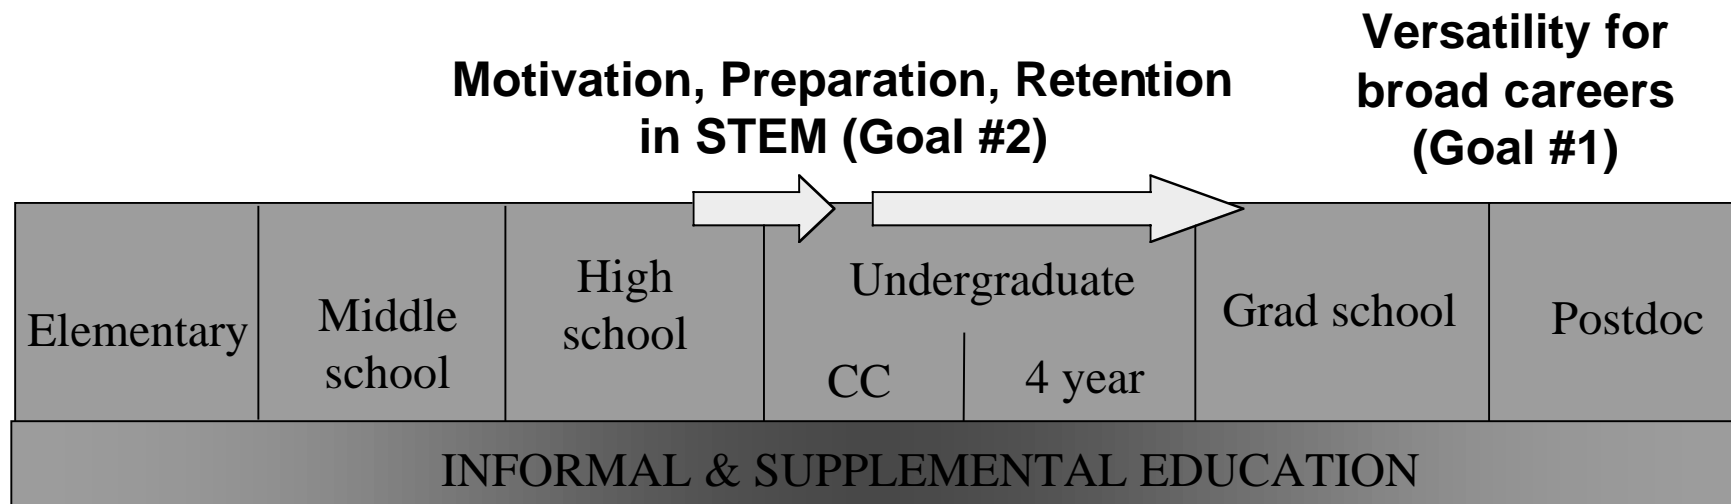 Motivation, Preparation, Retention
in STEM (Goal #2)
Versatility for
broad careers
(Goal #1)
Elementary
Middle
school
High
school
Undergraduate
CC
4 year
Grad school
Postdoc
INFORMAL & SUPPLEMENTAL EDUCATION